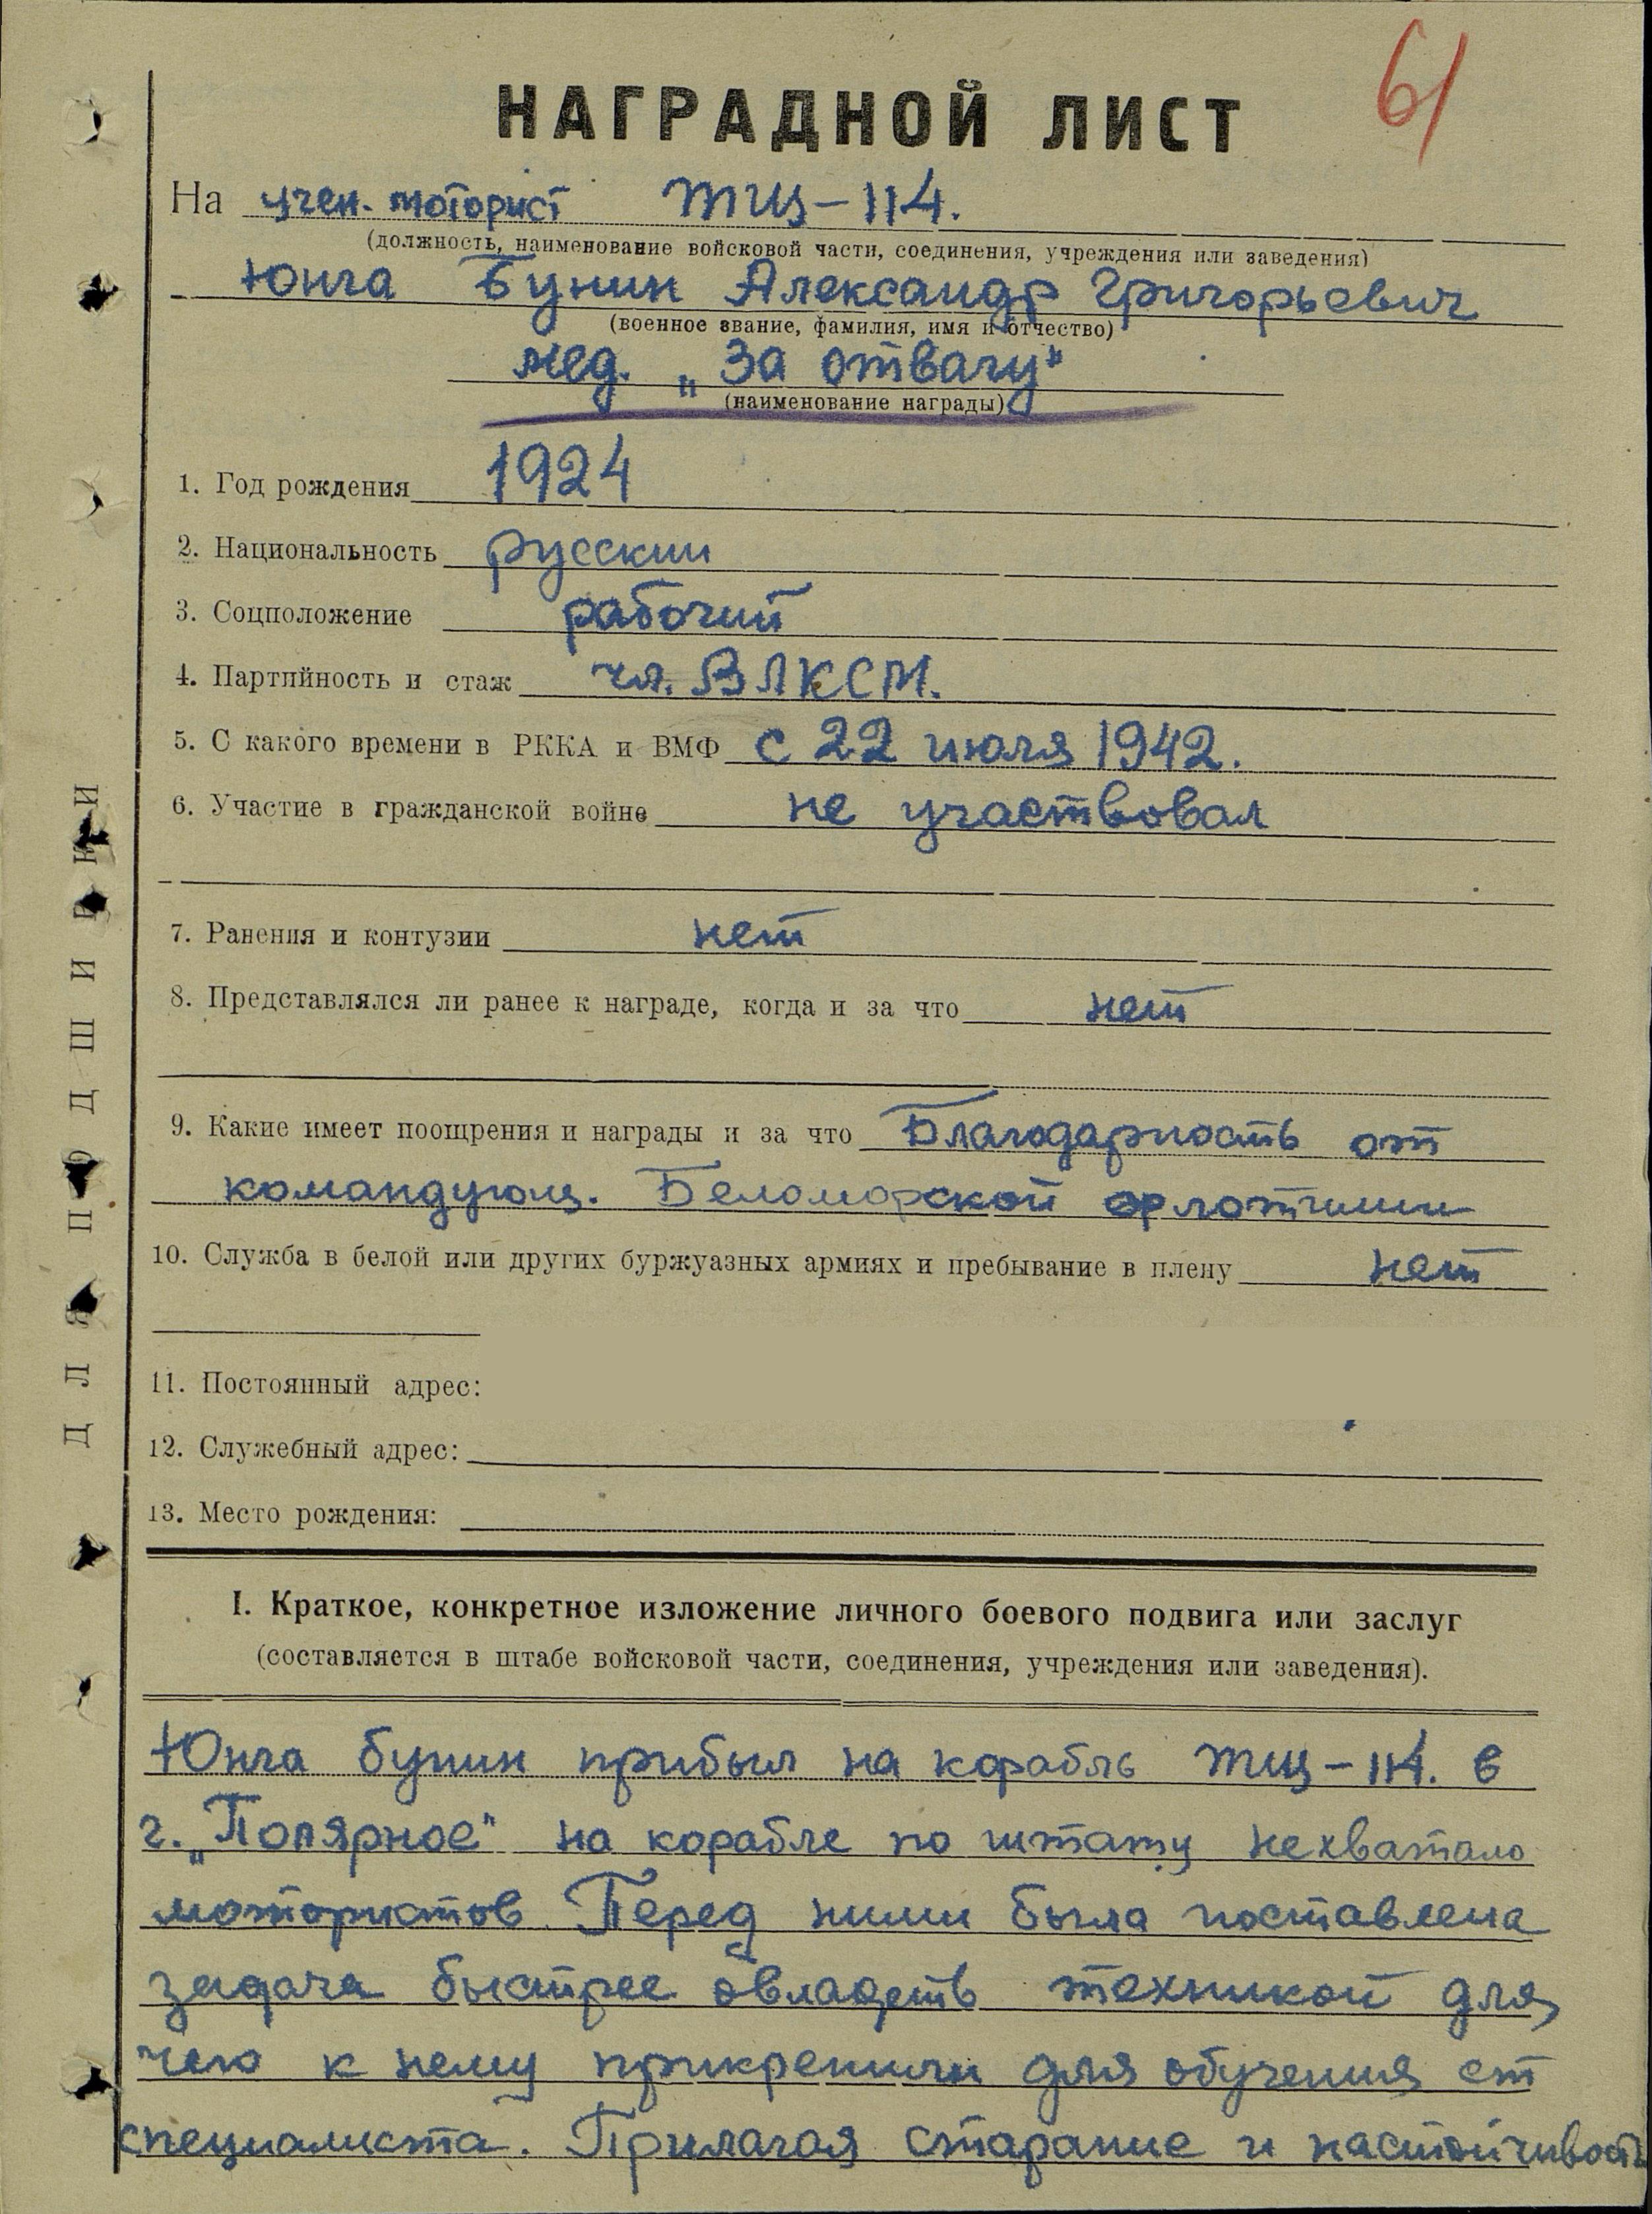 61
НАГРАДНОЙ ЛИСТ
На учен. моторист ТЩ-114.
(должность, наименование войсковой части, соединения, учреждения или заведения)
Юнга Бунин Александр Григорьевич
(военное звание, фамилия, имя и отчество)
мед. „За отвагу"
(наименование награды)
1. Год рождения 1924
2. Национальность русский
3. Соцположение рабочий
4. Партийность и стаж чл. ВЛКСМ.
5. С какого времени в РККА и ВМФ с 22 июля 1942.
6. Участие в гражданской войне не участвовал
7. Ранения и контузии нет
8. Представлялся ли ранее к награде, когда и за что нет
9. Какие имеет поощрения и награды и за что Благодарность от
командующ. Беломорской флотилии
10. Служба в белой или других буржуазных армиях и пребывание в плену нет
11. Постоянный адрес:
12. Служебный адрес:
13. Место рождения:
I. Краткое, конкретное изложение личного боевого подвига или заслуг
(составляется в штабе войсковой части, соединения, учреждения или заведения).
Юнга бунин прибыл на корабль ТЩ-114. в
г. „Полярное" на корабле по штату нехватало
мотористов. Перед ними была поставлена
задача быстрее овладеть техникой для
чего к нему прикрепили для обучения ст
специалиста. Прилагая старание и настойчивость
ДЛЯ ПОДШИВКИ